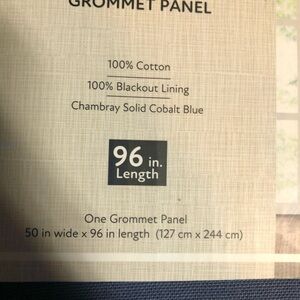 GROMMET PANEL
100% Cotton
100% Blackout Lining
Chambray Solid Cobalt Blue
96 in.
Length
One Grommet Panel
50 in wide x 96 in length (127 cm x 244 cm)